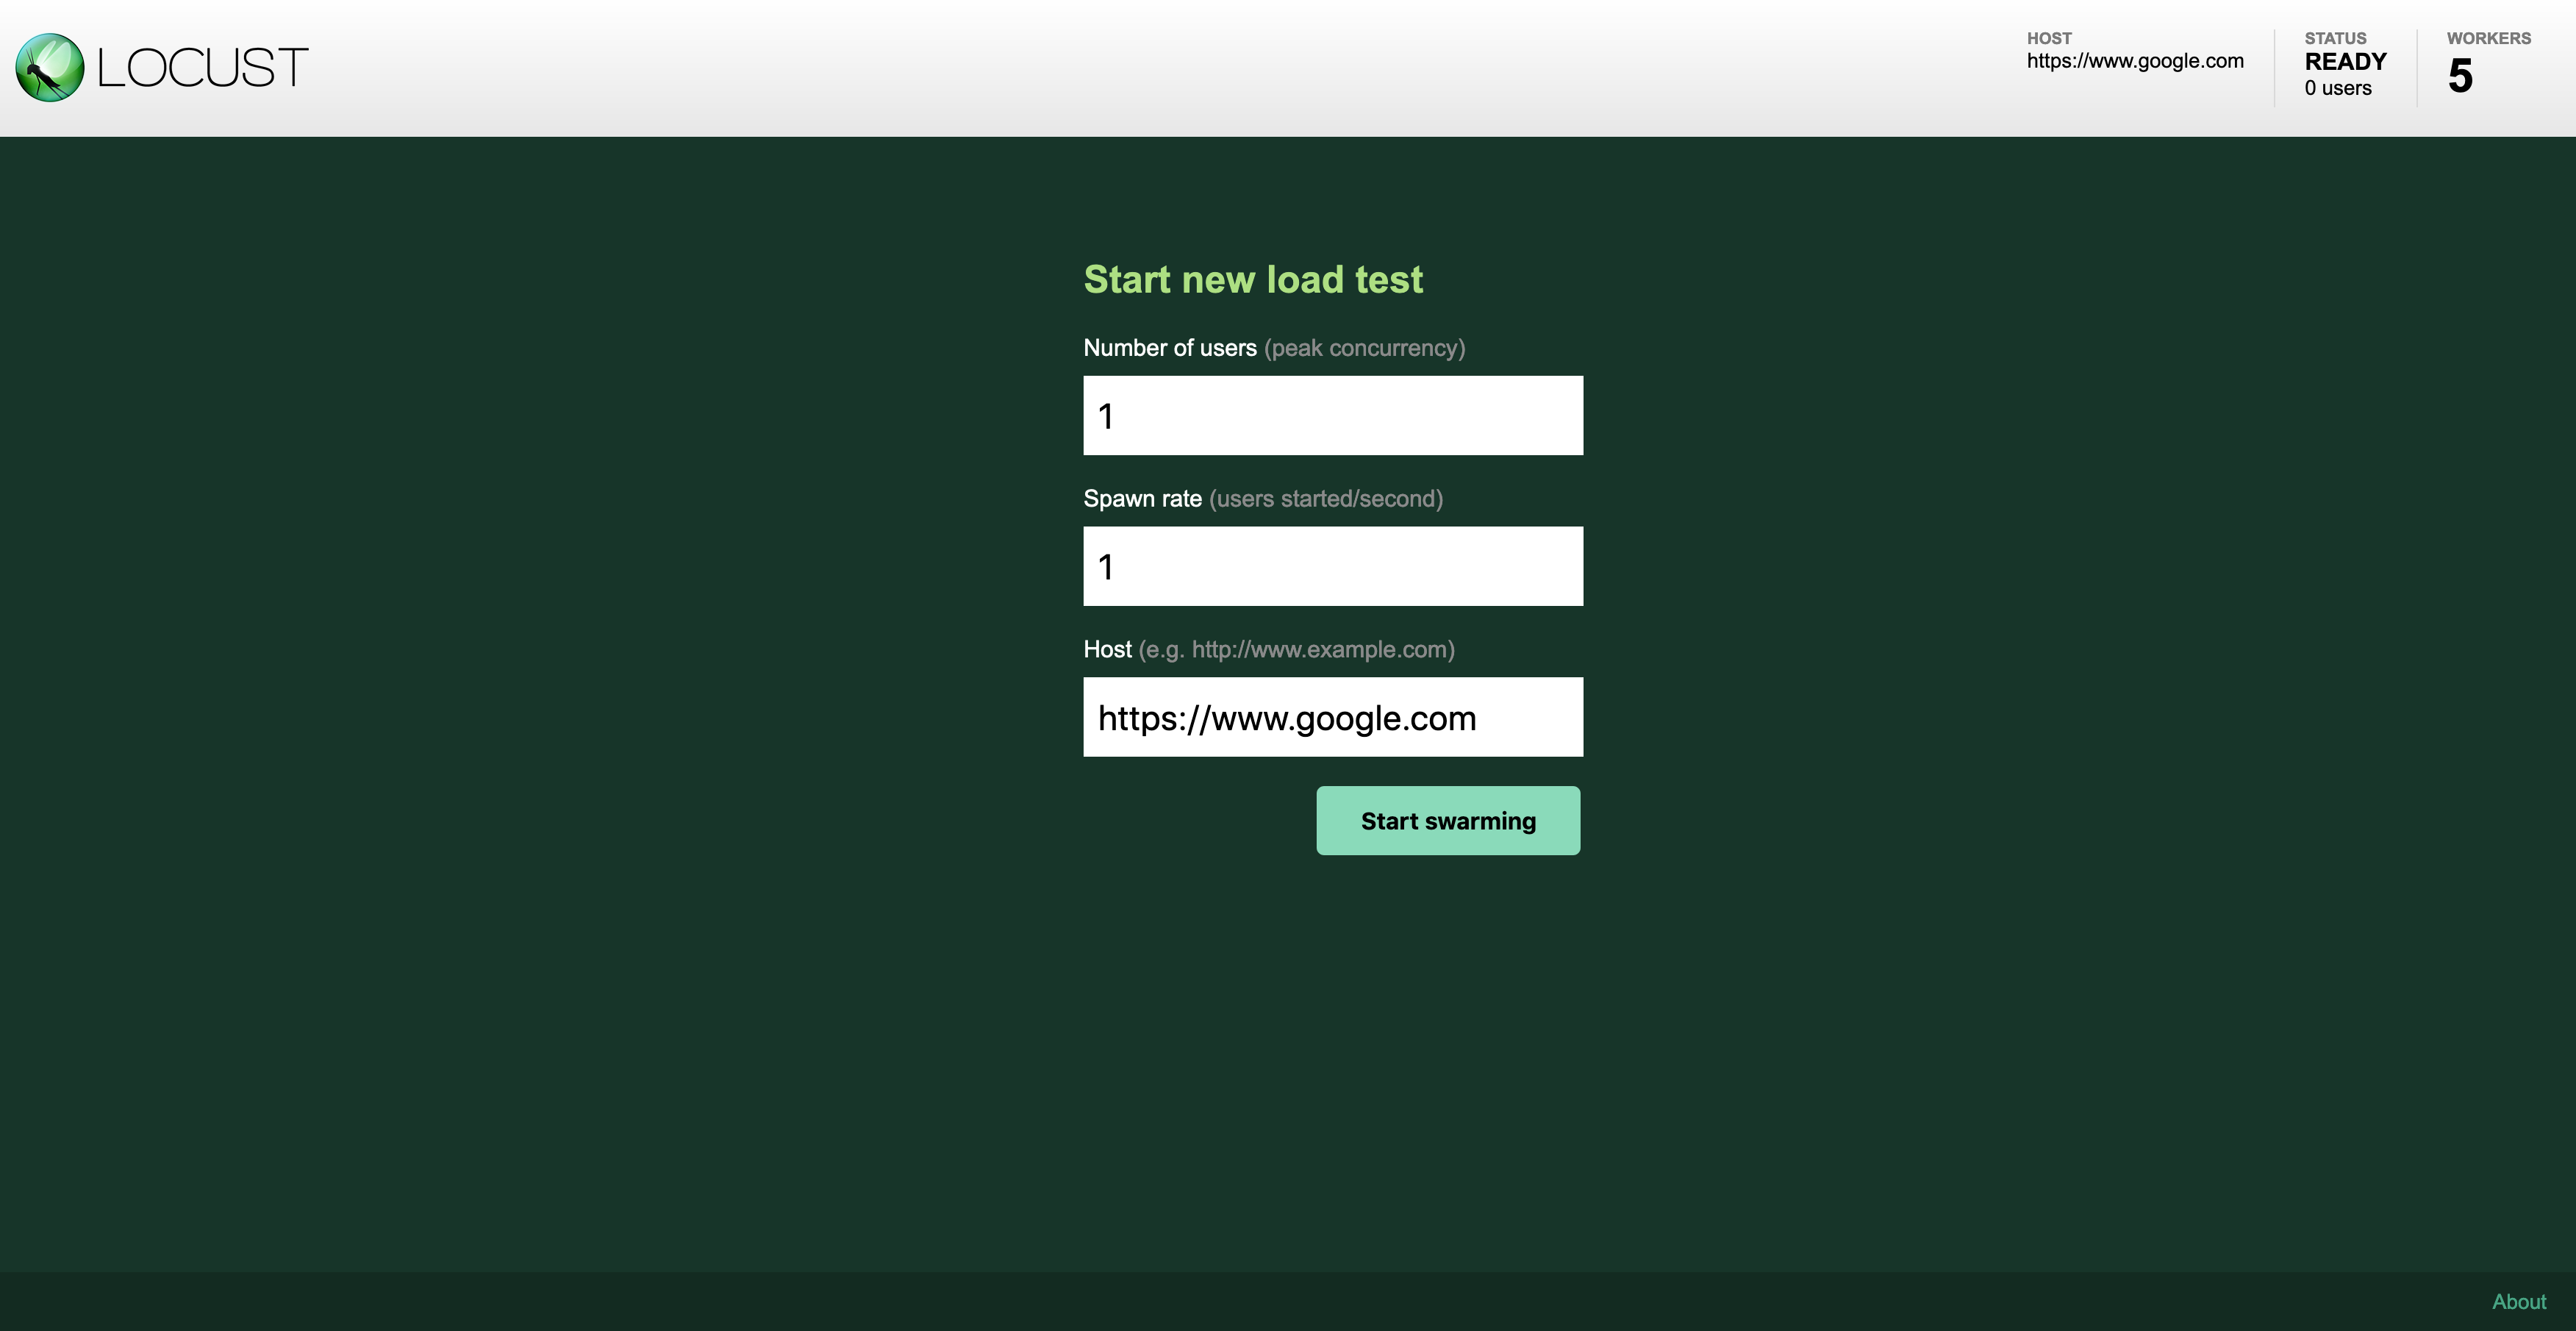 LOCUST
HOST
https://www.google.com
STATUS
READY
0 users
WORKERS
5
Start new load test
Number of users (peak concurrency)
1
Spawn rate (users started/second)
1
Host (e.g. http://www.example.com)
https://www.google.com
Start swarming
About